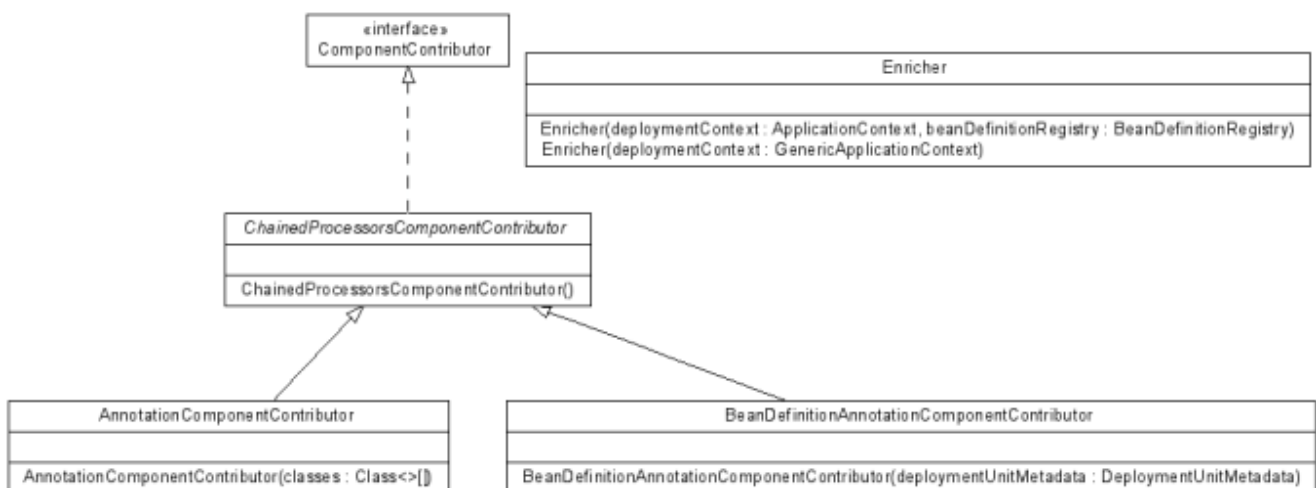 «interface»
ComponentContributor
Enricher
Enricher(deploymentContext : ApplicationContext, beanDefinitionRegistry : BeanDefinitionRegistry)
Enricher(deploymentContext : GenericApplicationContext)
ChainedProcessorsComponentContributor
ChainedProcessorsComponentContributor()
AnnotationComponentContributor
AnnotationComponentContributor(classes : Class<>[])
BeanDefinitionAnnotationComponentContributor
BeanDefinitionAnnotationComponentContributor(deploymentUnitMetadata : DeploymentUnitMetadata)